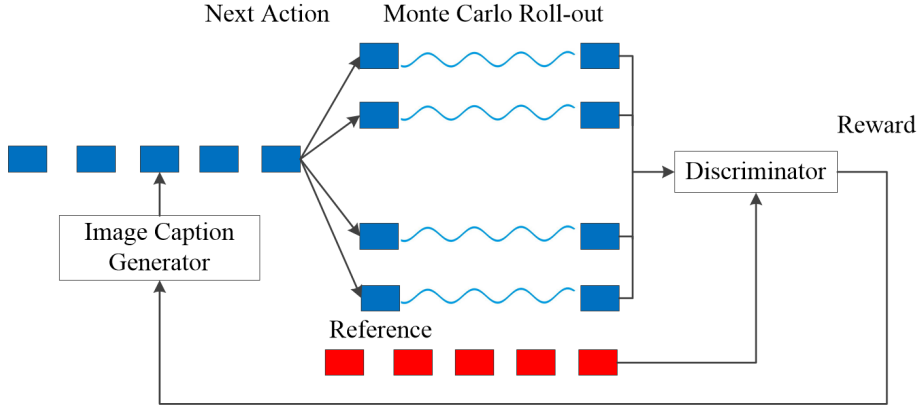 Next Action
Monte Carlo Roll-out
Reward
Discriminator
Image Caption
Generator
Reference